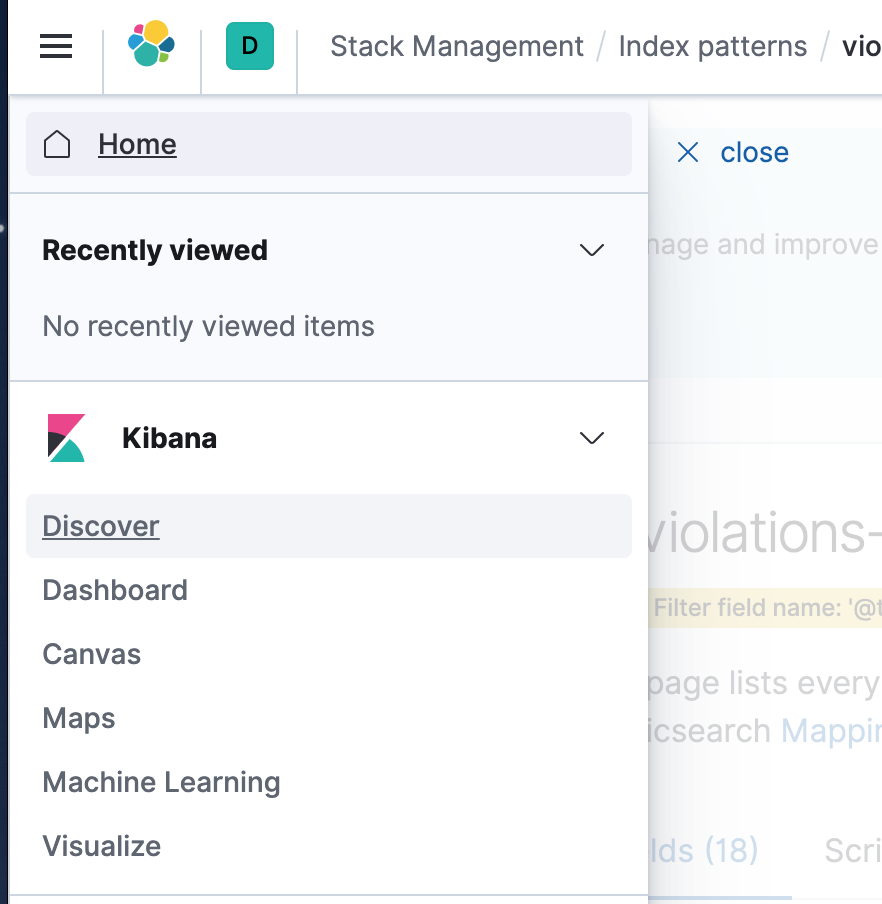 D Stack Management / Index patterns / vio
Home
close
Recently viewed
nage and improve
No recently viewed items
Kibana
Discover
violations-
Dashboard
Filter field name: '@t
Canvas
page lists every
Maps
icsearch Mappin
Machine Learning
Visualize
lds (18) Scri